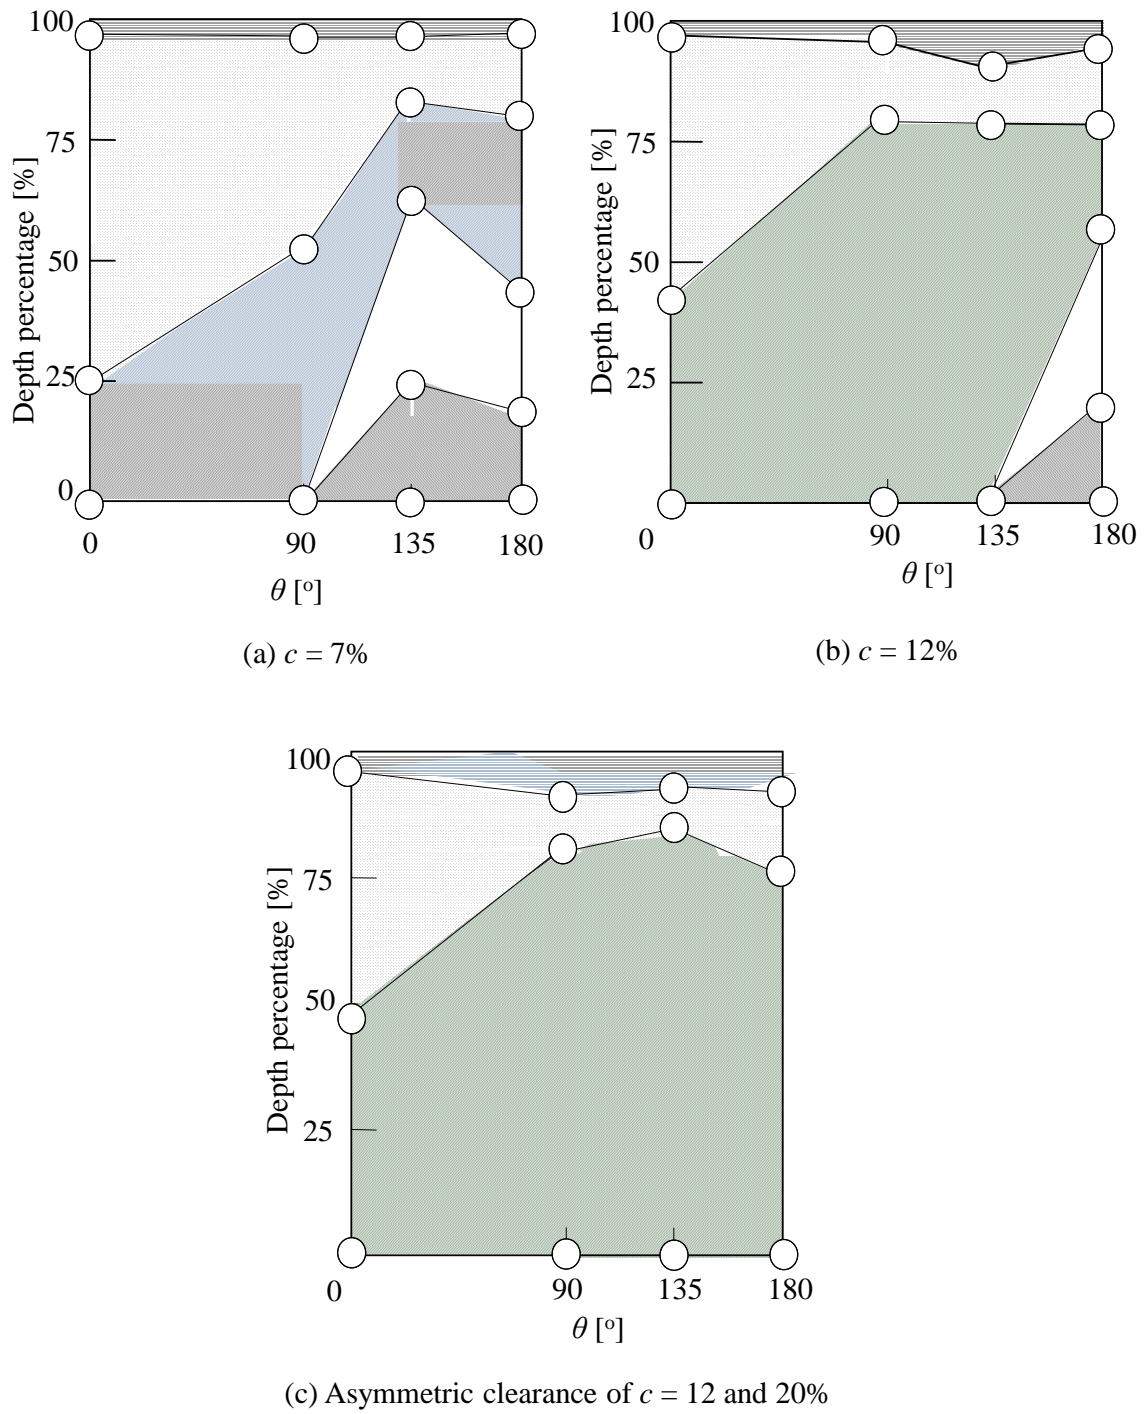 100
75
50
25
0
Depth percentage [%]
0 90 135 180
θ [°]
(a) c = 7%
100
75
50
25
Depth percentage [%]
0 90 135 180
θ [°]
(b) c = 12%
100
75
50
25
Depth percentage [%]
0 90 135 180
θ [°]
(c) Asymmetric clearance of c = 12 and 20%